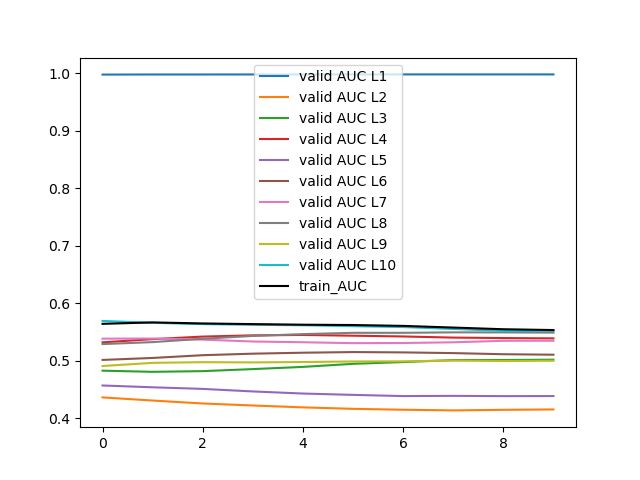 1.0
0.9
0.8
0.7
0.6
0.5
0.4
valid AUC L1
valid AUC L2
valid AUC L3
valid AUC L4
valid AUC L5
valid AUC L6
valid AUC L7
valid AUC L8
valid AUC L9
valid AUC L10
train_AUC
0 2 4 6 8